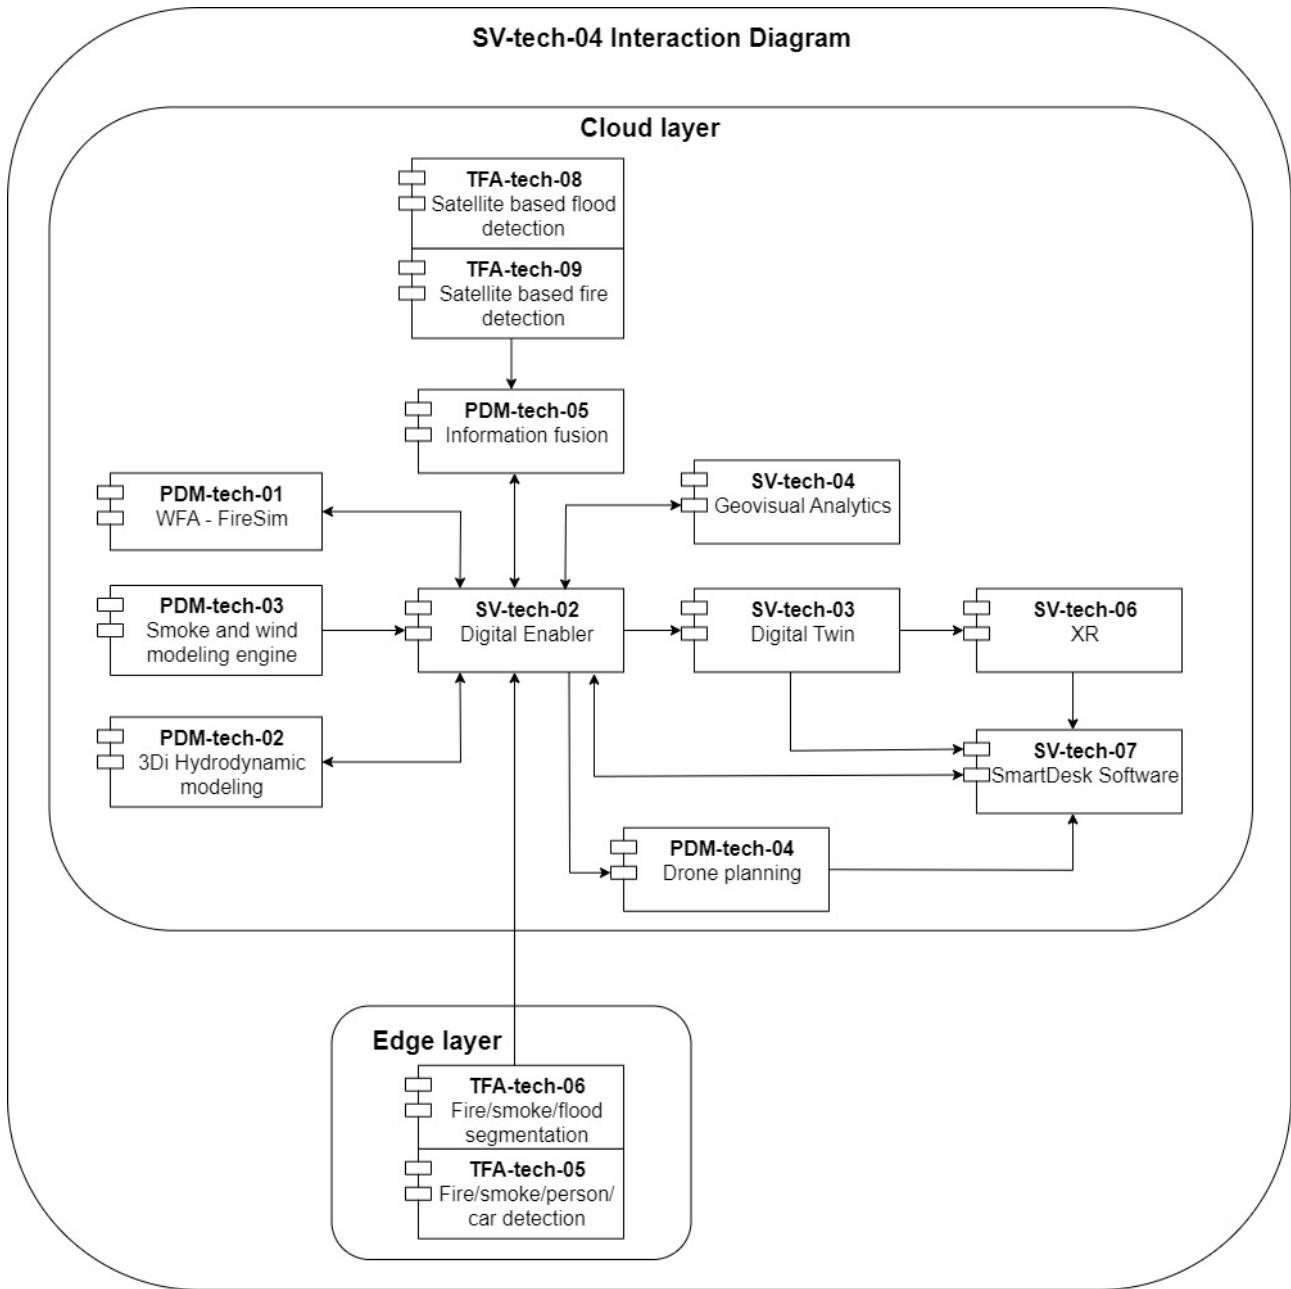 SV-tech-04 Interaction Diagram
Cloud layer
TFA-tech-08
Satellite based flood
detection
TFA-tech-09
Satellite based fire
detection
PDM-tech-05
Information fusion
PDM-tech-01
WFA - FireSim
SV-tech-04
Geovisual Analytics
PDM-tech-03
Smoke and wind
modeling engine
SV-tech-02
Digital Enabler
SV-tech-03
Digital Twin
SV-tech-06
XR
PDM-tech-02
3Di Hydrodynamic
modeling
SV-tech-07
SmartDesk Software
PDM-tech-04
Drone planning
Edge layer
TFA-tech-06
Fire/smoke/flood
segmentation
TFA-tech-05
Fire/smoke/person/
car detection